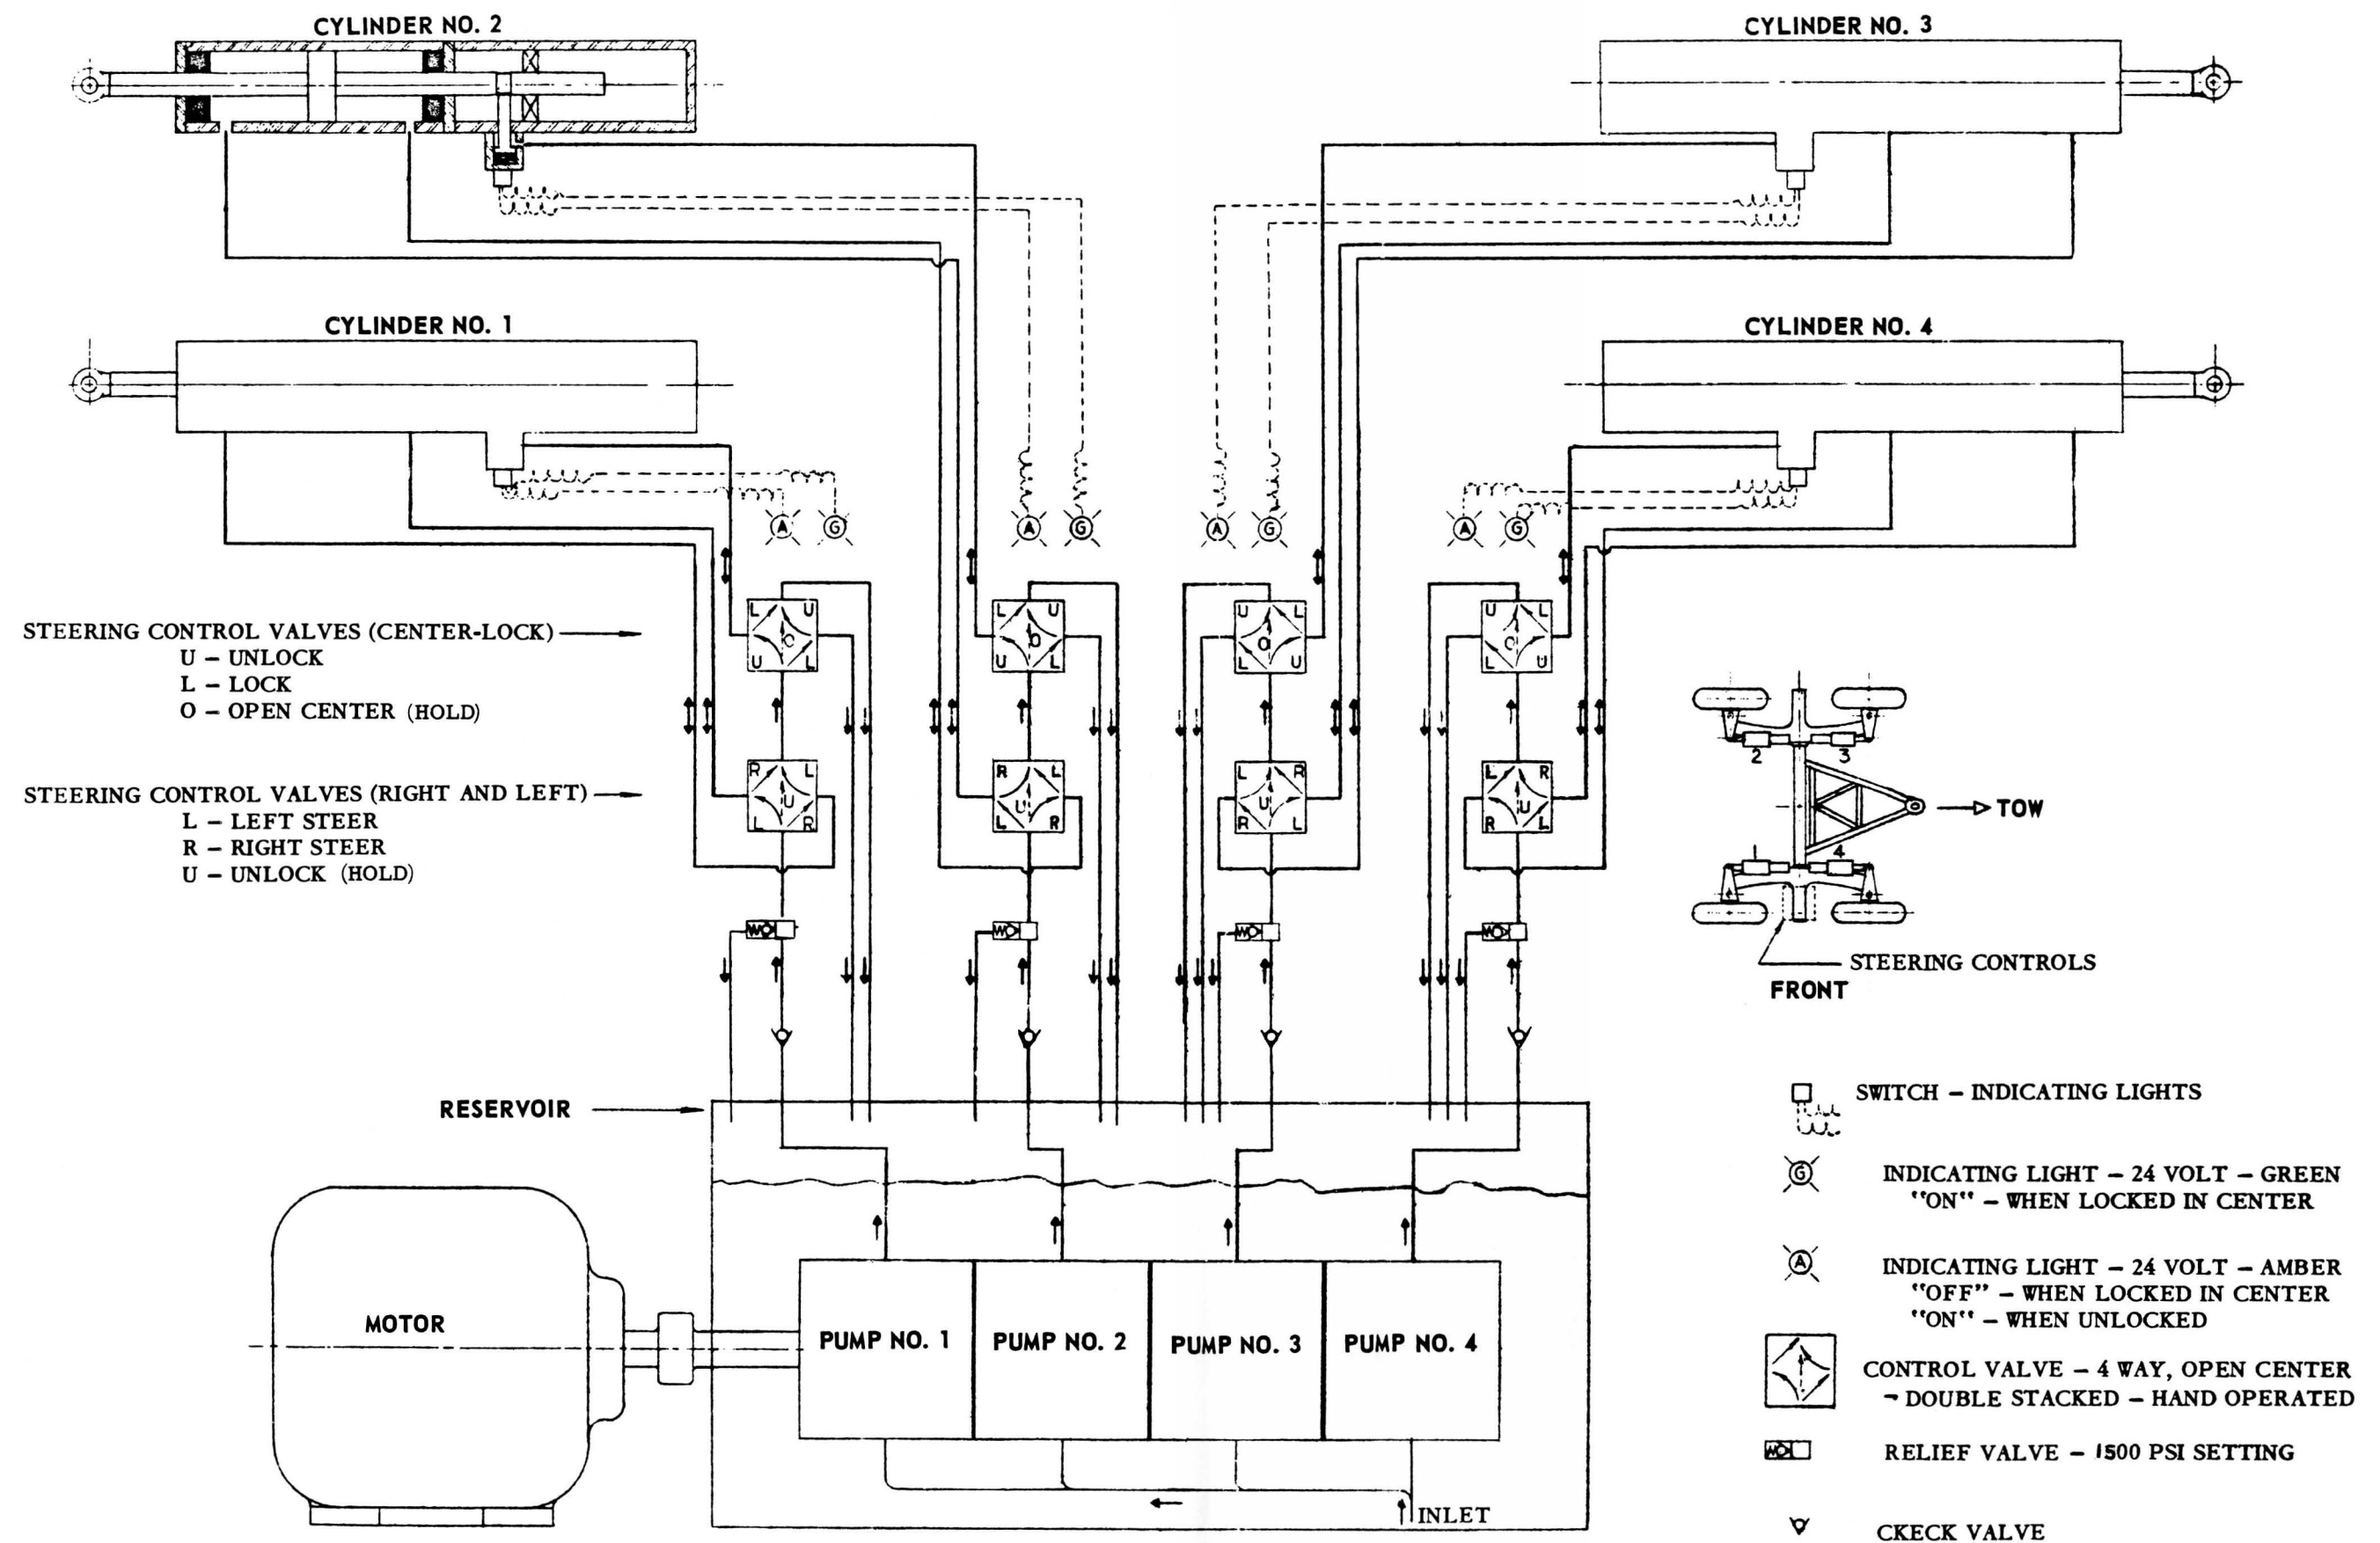 CYLINDER NO. 2
CYLINDER NO. 3
CYLINDER NO. 1
CYLINDER NO. 4
A
G
A
G
A
G
A
G
L U
O
U L
L U
O
U L
U L
O
L U
U L
O
L U
STEERING CONTROL VALVES (CENTER-LOCK)
U – UNLOCK
L – LOCK
O – OPEN CENTER (HOLD)
R L
U
L R
R L
U
L R
L R
U
R L
L R
U
R L
STEERING CONTROL VALVES (RIGHT AND LEFT)
L – LEFT STEER
R – RIGHT STEER
U – UNLOCK (HOLD)
2
3
TOW
1
4
STEERING CONTROLS
FRONT
RESERVOIR
MOTOR
PUMP NO. 1
PUMP NO. 2
PUMP NO. 3
PUMP NO. 4
INLET
SWITCH – INDICATING LIGHTS
G
INDICATING LIGHT – 24 VOLT – GREEN
"ON" – WHEN LOCKED IN CENTER
A
INDICATING LIGHT – 24 VOLT – AMBER
"OFF" – WHEN LOCKED IN CENTER
"ON" – WHEN UNLOCKED
CONTROL VALVE – 4 WAY, OPEN CENTER
– DOUBLE STACKED – HAND OPERATED
RELIEF VALVE – 1500 PSI SETTING
CKECK VALVE